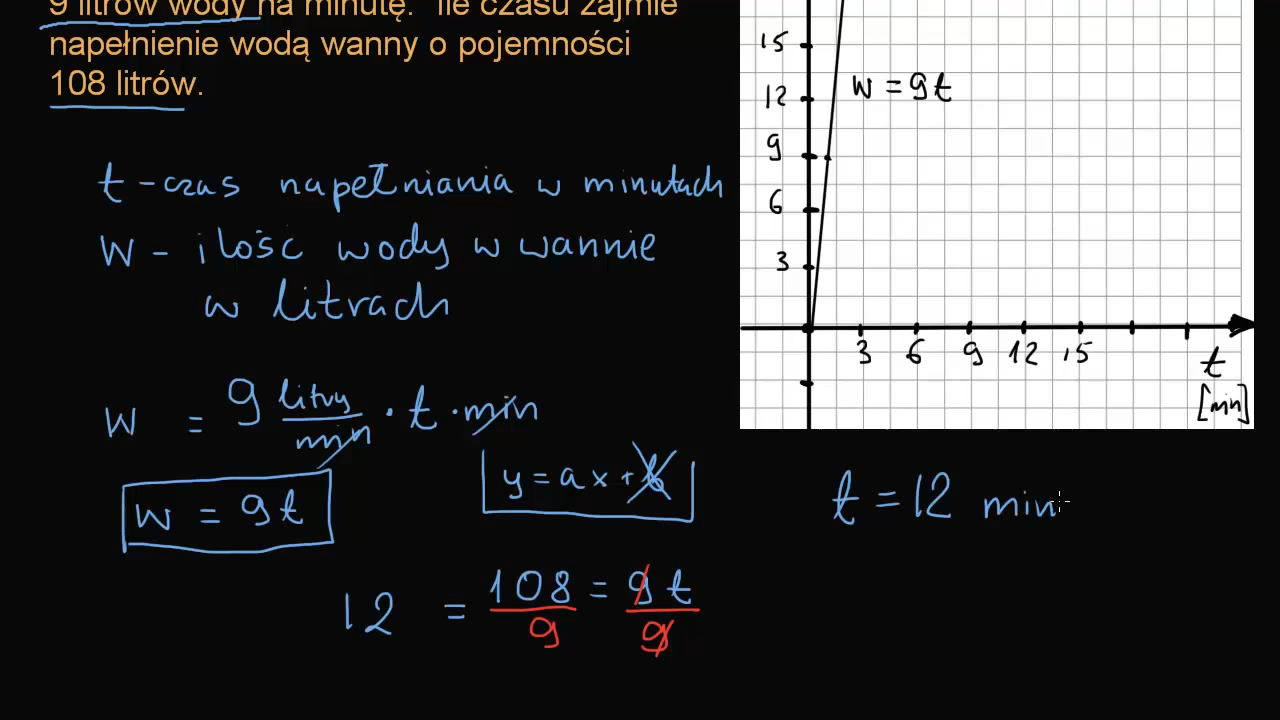 9 litrów wody na minutę. Ile czasu zajmie
napełnienie wodą wanny o pojemności
108 litrów.
t - czas napełniania w minutach
W - ilość wody w wannie
w litrach
W = 9 litry/min · t · min
W = 9t
y = ax + b
12 = 108/9 = 9t/9
15
12
9
6
3
W = 9t
3 6 9 12 15
t
[min]
t = 12 min